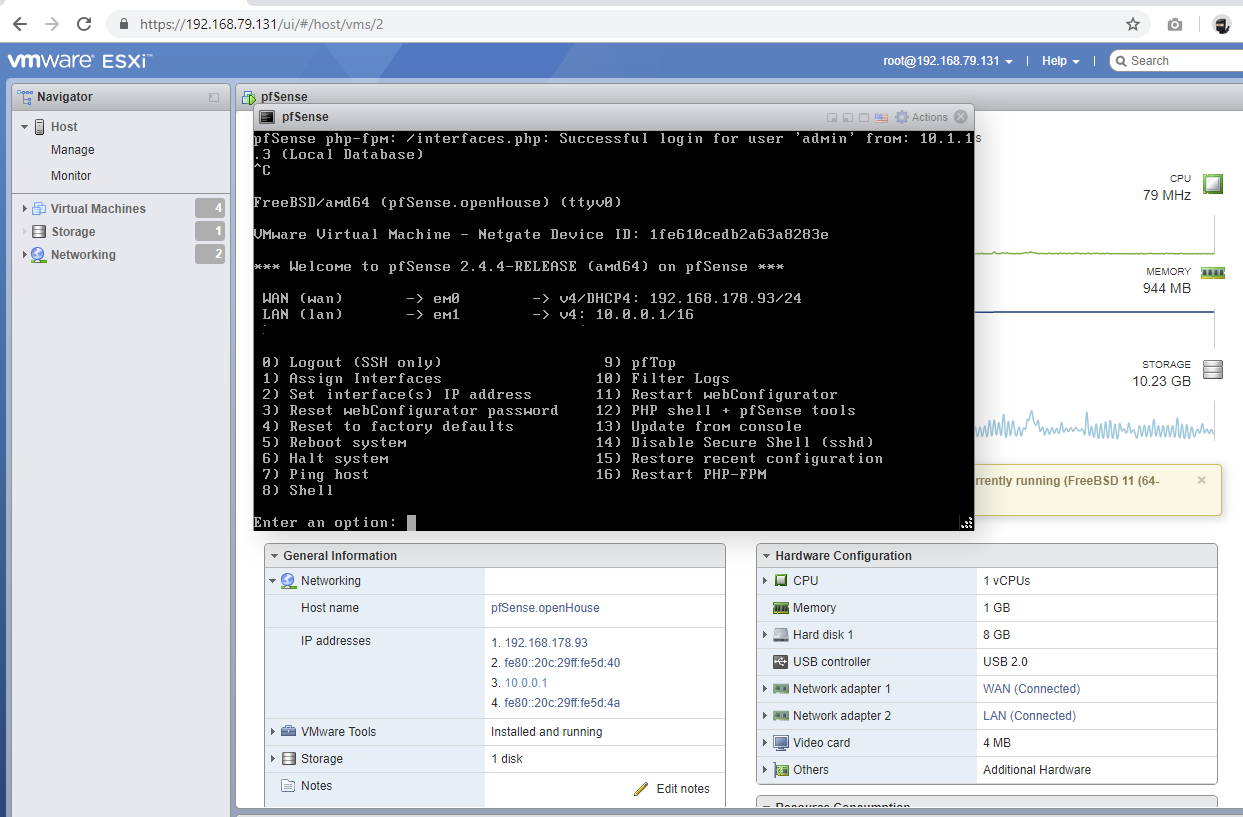 https://192.168.79.131/ui/#/host/vms/2
vmware ESXi™
root@192.168.79.131
|
Help
|
Search
Navigator
Host
Manage
Monitor
Virtual Machines 4
Storage 1
Networking 2
pfSense
pfSense
Actions
pfSense php-fpm: /interfaces.php: Successful login for user 'admin' from: 10.1.1
.3 (Local Database)
^C
FreeBSD/amd64 (pfSense.openHouse) (ttyv0)
VMware Virtual Machine - Netgate Device ID: 1fe610cedb2a63a8283e
*** Welcome to pfSense 2.4.4-RELEASE (amd64) on pfSense ***
WAN (wan) -> em0 -> v4/DHCP4: 192.168.178.93/24
LAN (lan) -> em1 -> v4: 10.0.0.1/16
0) Logout (SSH only) 9) pfTop
1) Assign Interfaces 10) Filter Logs
2) Set interface(s) IP address 11) Restart webConfigurator
3) Reset webConfigurator password 12) PHP shell + pfSense tools
4) Reset to factory defaults 13) Update from console
5) Reboot system 14) Disable Secure Shell (sshd)
6) Halt system 15) Restore recent configuration
7) Ping host 16) Restart PHP-FPM
8) Shell
Enter an option:
CPU
79 MHz
MEMORY
944 MB
STORAGE
10.23 GB
running (FreeBSD 11 (64-
General Information
Networking
Host name pfSense.openHouse
IP addresses 1. 192.168.178.93
2. fe80::20c:29ff:fe5d:40
3. 10.0.0.1
4. fe80::20c:29ff:fe5d:4a
VMware Tools Installed and running
Storage 1 disk
Notes Edit notes
Hardware Configuration
CPU 1 vCPUs
Memory 1 GB
Hard disk 1 8 GB
USB controller USB 2.0
Network adapter 1 WAN (Connected)
Network adapter 2 LAN (Connected)
Video card 4 MB
Others Additional Hardware
Resource Consumption